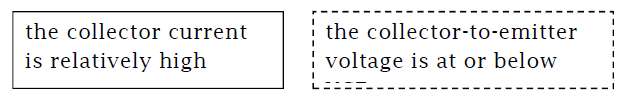 the collector current
is relatively high
the collector-to-emitter
voltage is at or below